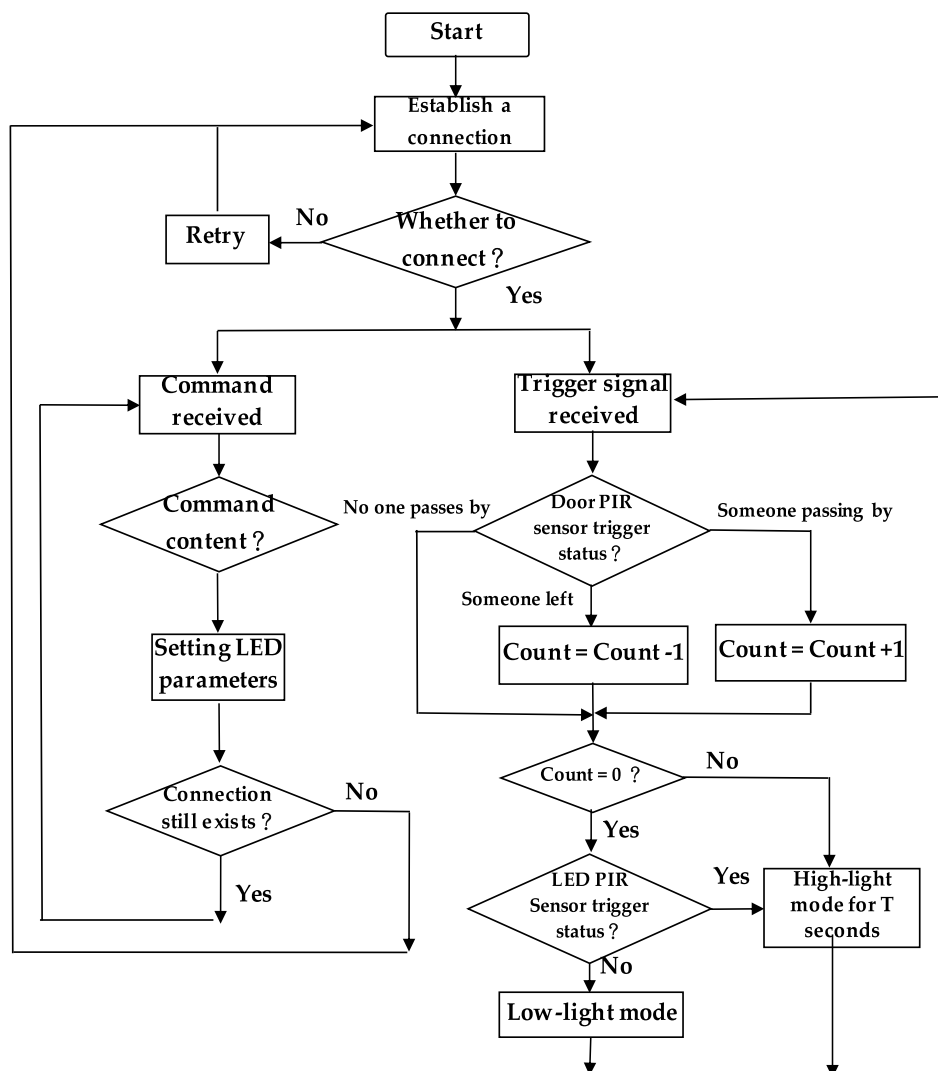 Start
Establish a
connection
Whether to
connect？
No
Retry
Yes
Command
received
Trigger signal
received
Command
content？
No one passes by
Door PIR
sensor trigger
status？
Someone passing by
Someone left
Setting LED
parameters
Count = Count -1
Count = Count +1
Connection
still exists？
No
Yes
Count = 0 ？
No
Yes
LED PIR
Sensor trigger
status？
Yes
High-light
mode for T
seconds
No
Low-light mode